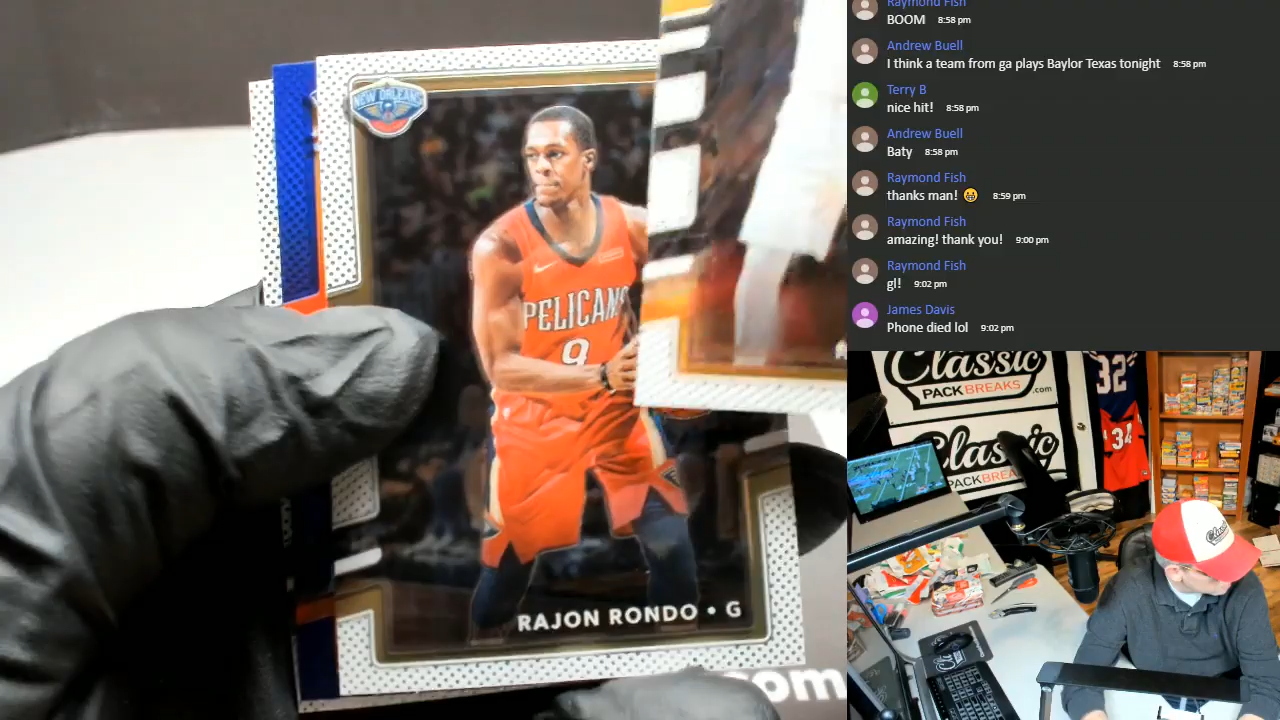 NEW ORLEANS
PELICANS
9
RAJON RONDO • G
com
Raymond Fish
BOOM 8:58 pm
Andrew Buell
I think a team from ga plays Baylor Texas tonight 8:58 pm
Terry B
nice hit! 8:58 pm
Andrew Buell
Baty 8:58 pm
Raymond Fish
thanks man! 😁 8:59 pm
Raymond Fish
amazing! thank you! 9:00 pm
Raymond Fish
gl! 9:02 pm
James Davis
Phone died lol 9:02 pm
Classic
PACKBREAKS.com
Classic
PACKBREAKS
32
34
Classic